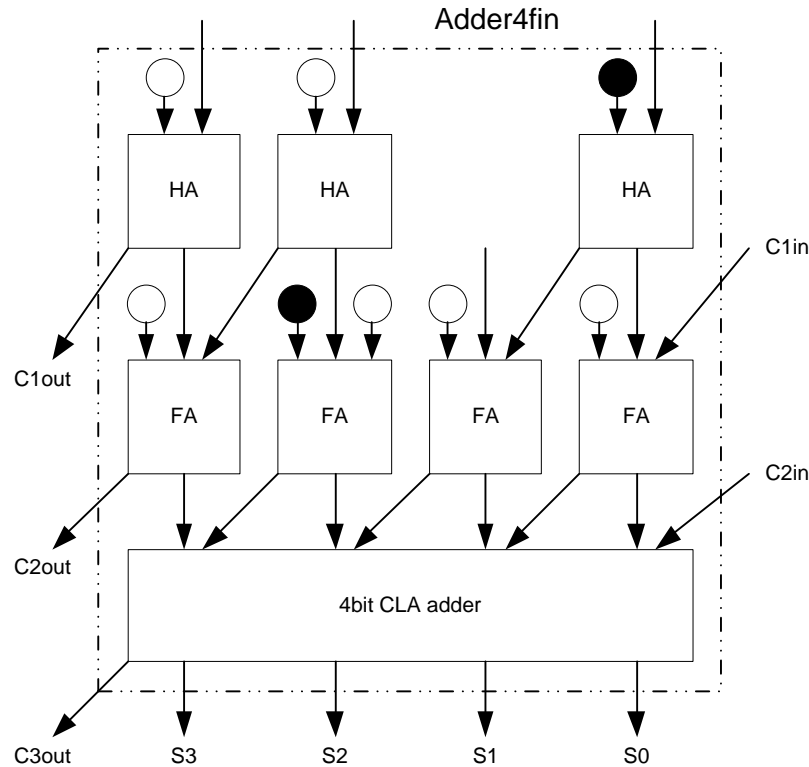 Adder4fin
HA
HA
HA
C1in
C1out
FA
FA
FA
FA
C2in
C2out
4bit CLA adder
C3out
S3
S2
S1
S0